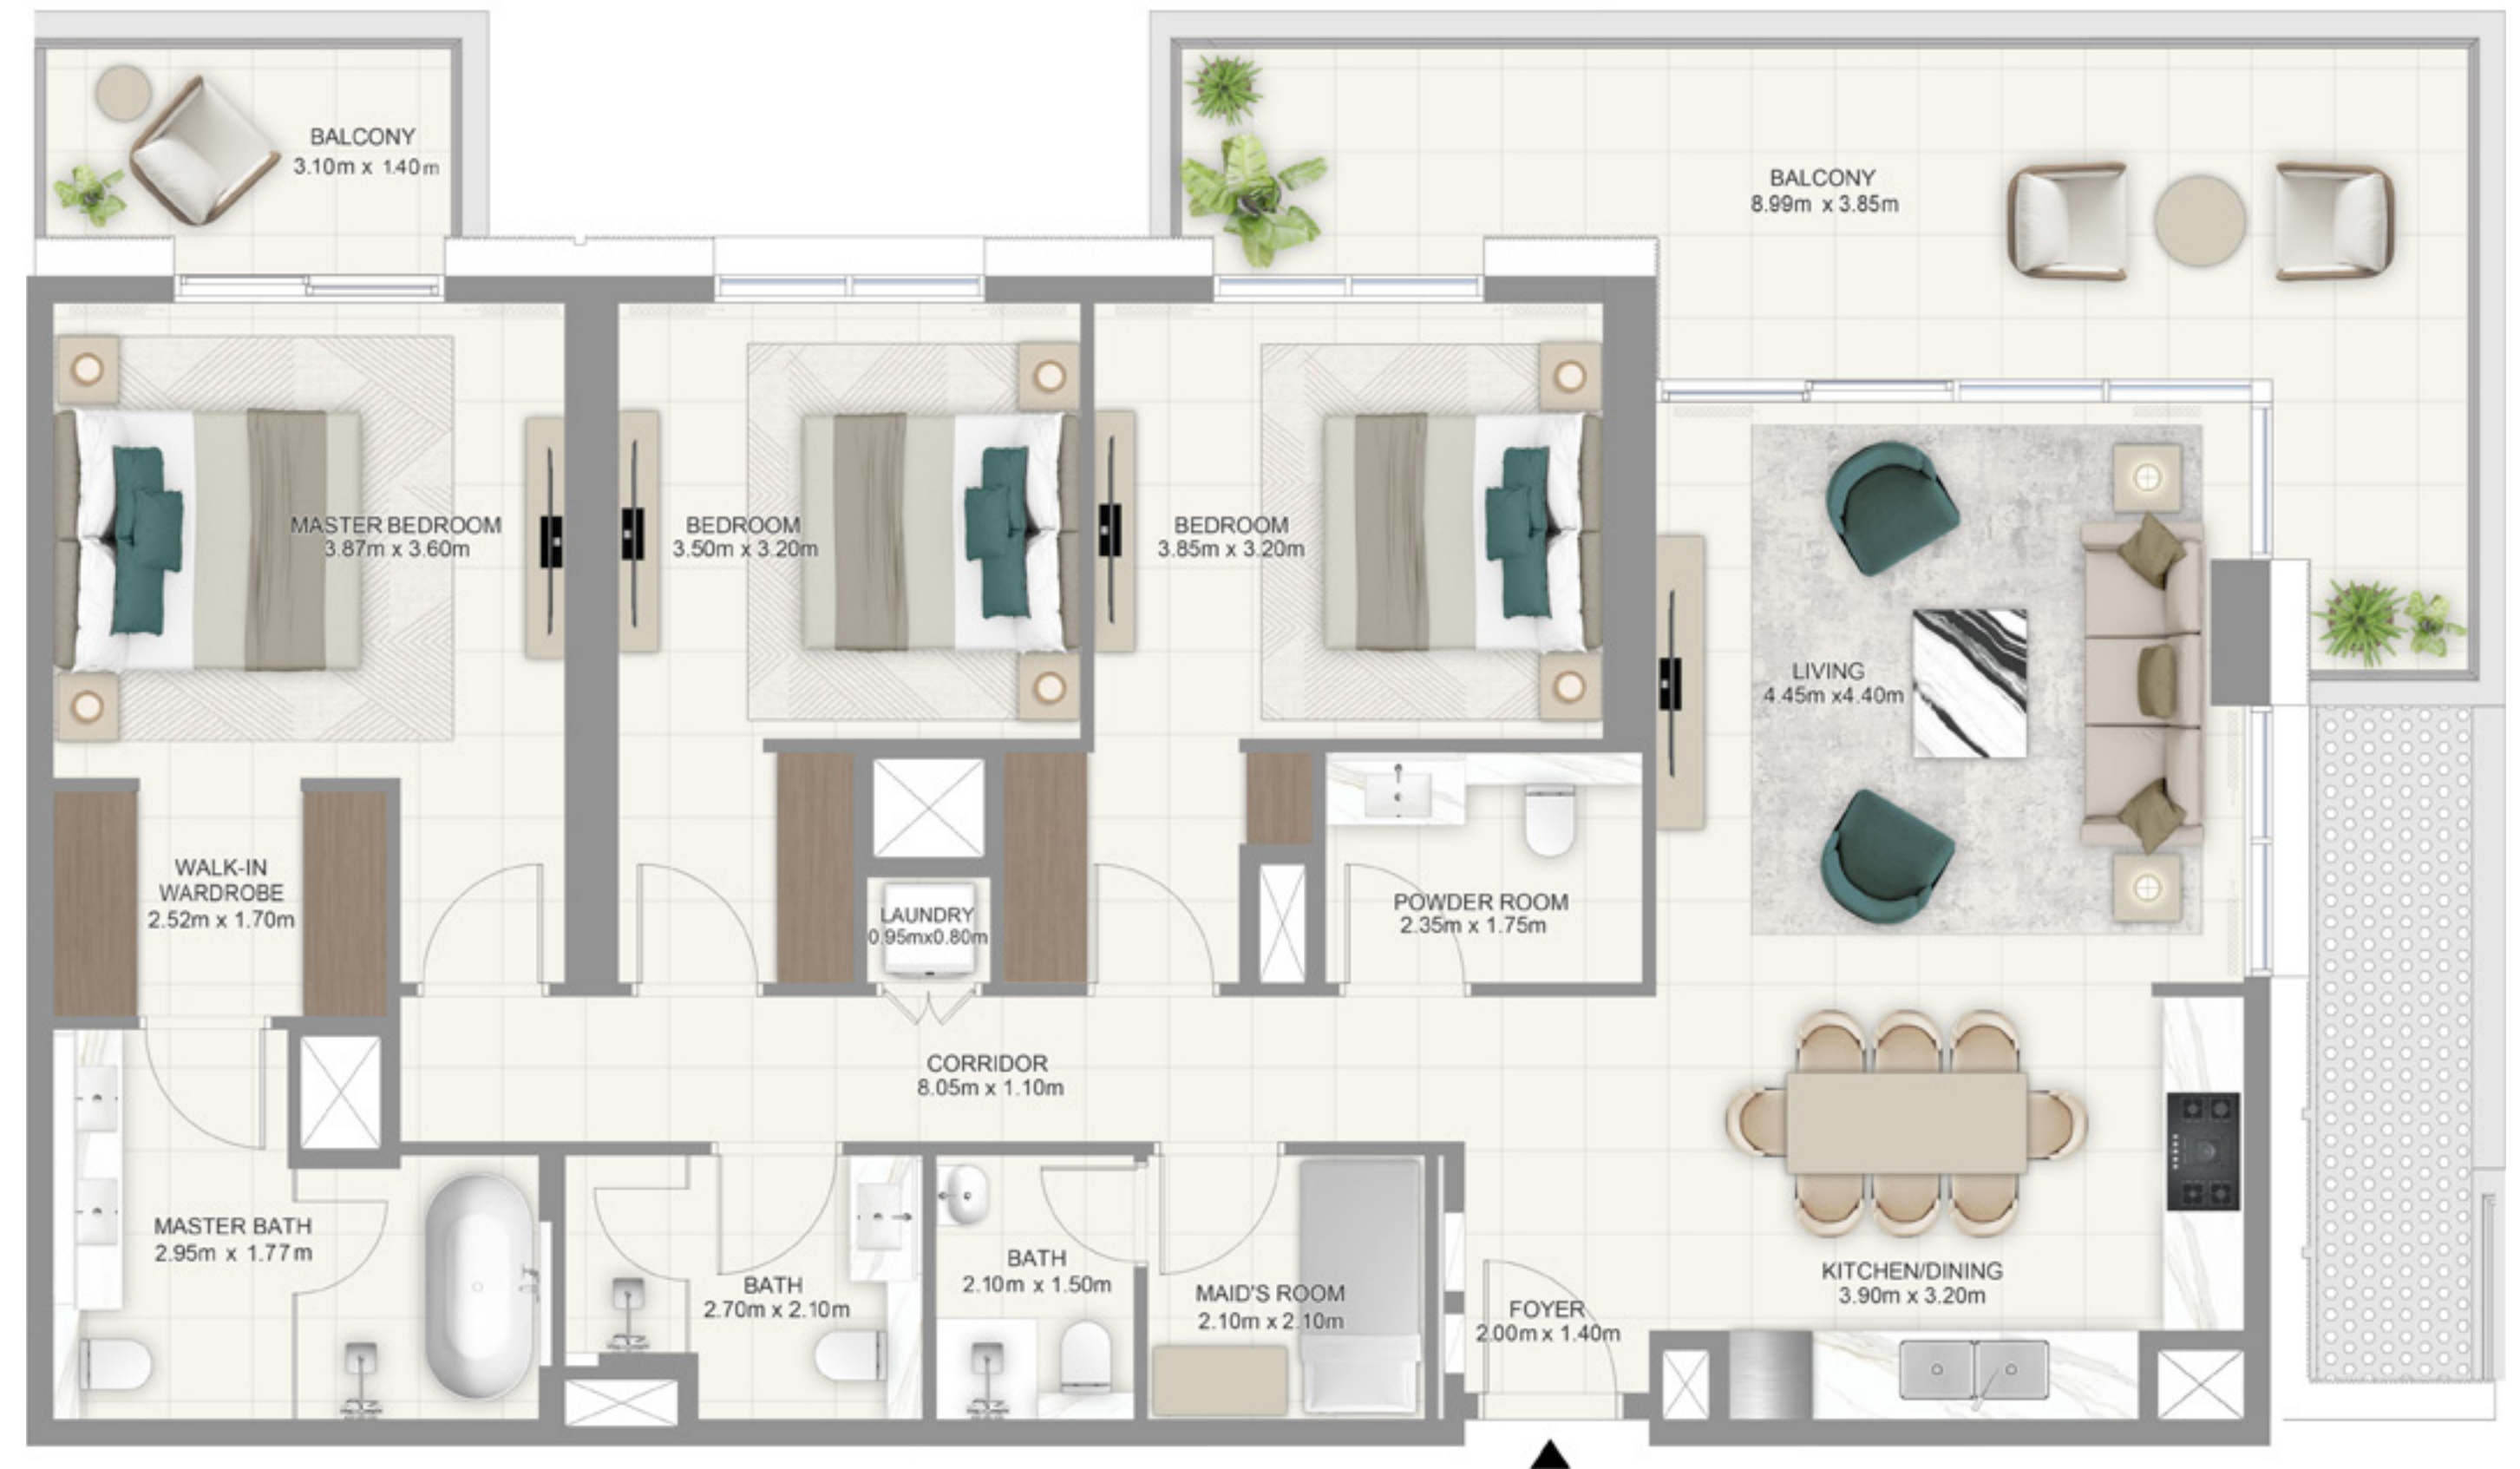 BALCONY
3.10m x 1.40m
BALCONY
8.99m x 3.85m
MASTER BEDROOM
3.87m x 3.60m
BEDROOM
3.50m x 3.20m
BEDROOM
3.85m x 3.20m
LIVING
4.45m x4.40m
WALK-IN
WARDROBE
2.52m x 1.70m
LAUNDRY
0.95mx0.80m
POWDER ROOM
2.35m x 1.75m
CORRIDOR
8.05m x 1.10m
MASTER BATH
2.95m x 1.77m
BATH
2.70m x 2.10m
BATH
2.10m x 1.50m
MAID'S ROOM
2.10m x 2.10m
FOYER
2.00m x 1.40m
KITCHEN/DINING
3.90m x 3.20m